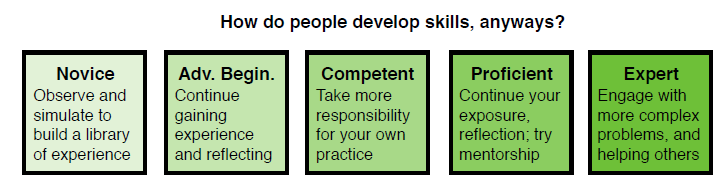 How do people develop skills, anyways?
Novice
Observe and
simulate to
build a library
of experience
Adv. Begin.
Continue
gaining
experience
and reflecting
Competent
Take more
responsibility
for your own
practice
Proficient
Continue your
exposure,
reflection; try
mentorship
Expert
Engage with
more complex
problems, and
helping others